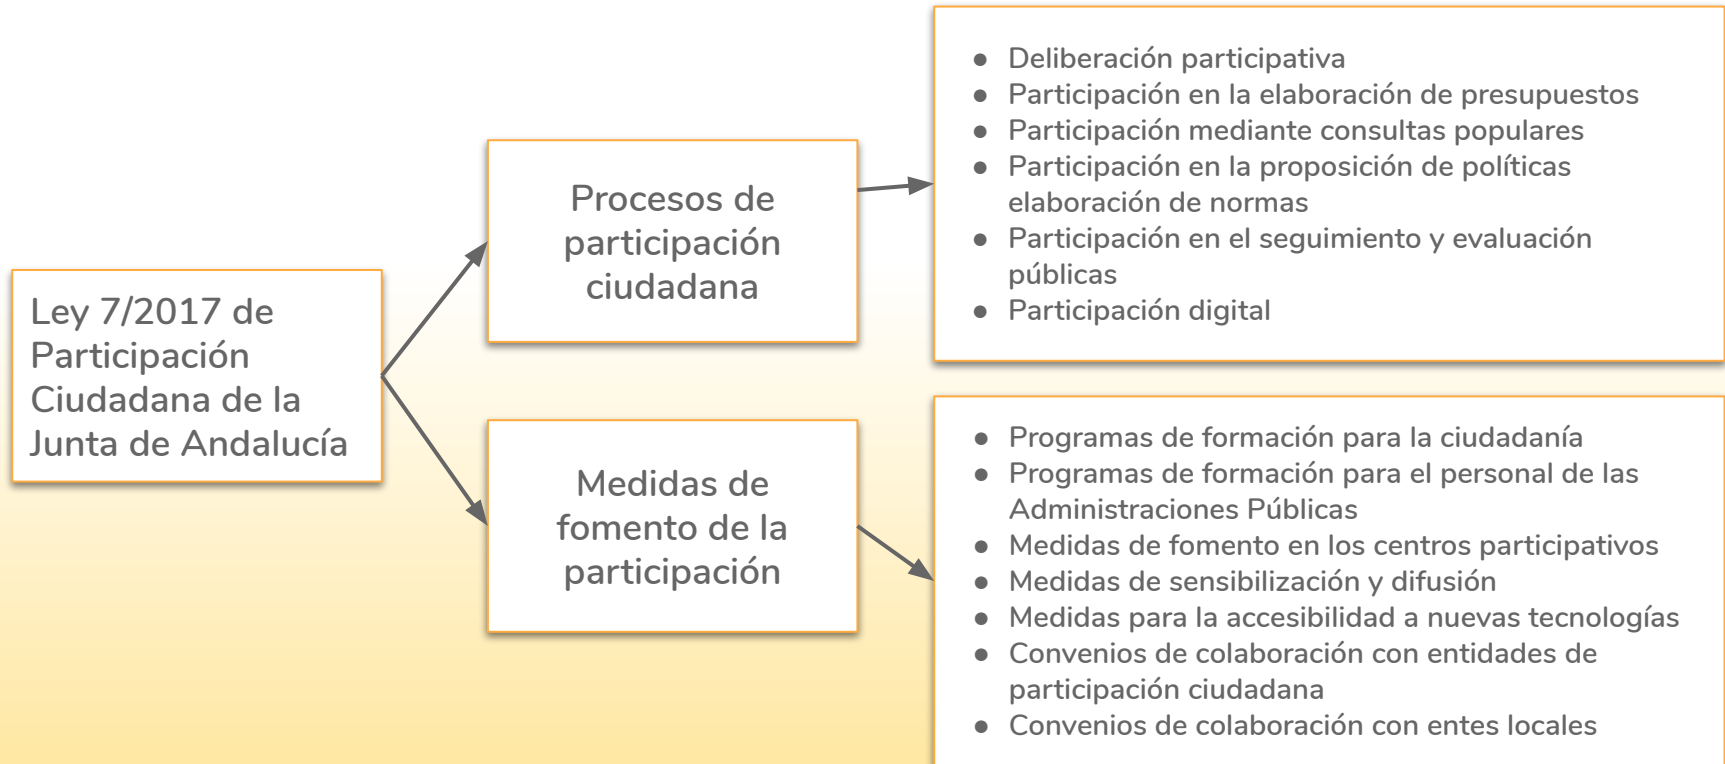 Ley 7/2017 de
Participación
Ciudadana de la
Junta de Andalucía
Procesos de
participación
ciudadana
● Deliberación participativa
● Participación en la elaboración de presupuestos
● Participación mediante consultas populares
● Participación en la proposición de políticas
elaboración de normas
● Participación en el seguimiento y evaluación
públicas
● Participación digital
Medidas de
fomento de la
participación
● Programas de formación para la ciudadanía
● Programas de formación para el personal de las
Administraciones Públicas
● Medidas de fomento en los centros participativos
● Medidas de sensibilización y difusión
● Medidas para la accesibilidad a nuevas tecnologías
● Convenios de colaboración con entidades de
participación ciudadana
● Convenios de colaboración con entes locales